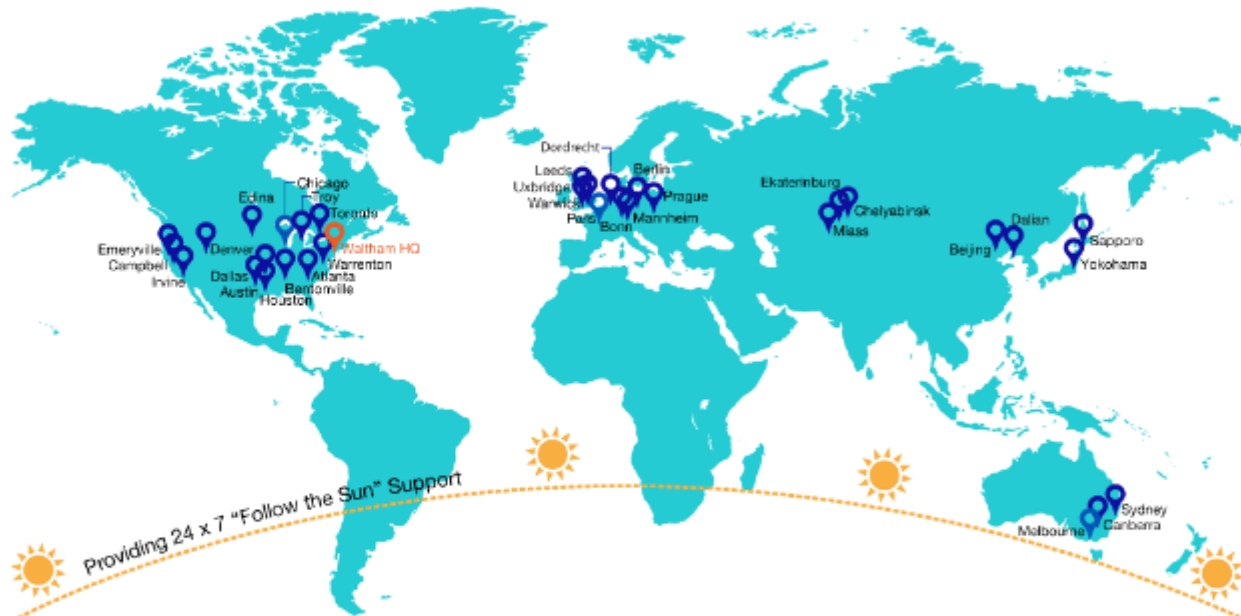 Chicago
Troy
Edina
Toronto
Emeryville
Denver
Waltham HQ
Campbell
Warrenton
Irvine
Dallas
Atlanta
Austin
Bentonville
Houston
Dordrecht
Leeds
Berlin
Uxbridge
Prague
Warwick
Paris
Mannheim
Bonn
Ekaterinburg
Chelyabinsk
Miass
Dalian
Beijing
Sapporo
Yokohama
Sydney
Canberra
Melbourne
Providing 24 x 7 "Follow the Sun" Support